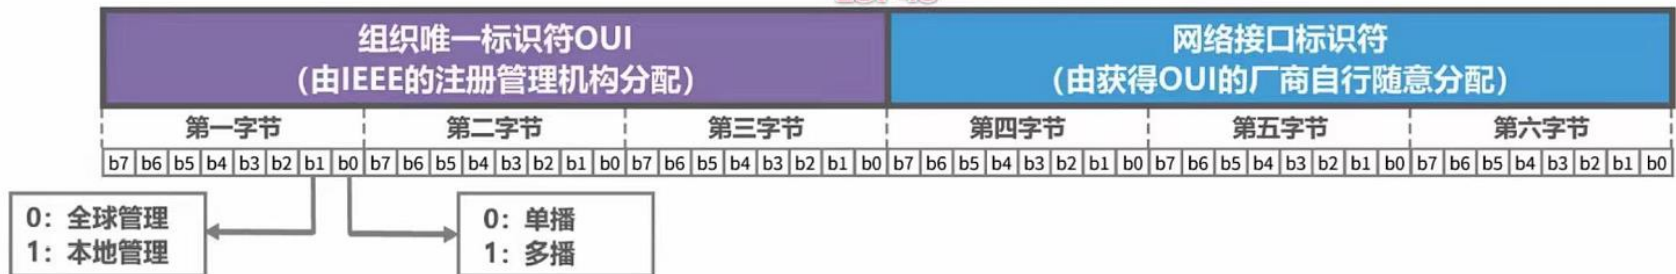 组织唯一标识符OUI
(由IEEE的注册管理机构分配)
网络接口标识符
(由获得OUI的厂商自行随意分配)
第一字节 第二字节 第三字节 第四字节 第五字节 第六字节
b7 b6 b5 b4 b3 b2 b1 b0 b7 b6 b5 b4 b3 b2 b1 b0 b7 b6 b5 b4 b3 b2 b1 b0 b7 b6 b5 b4 b3 b2 b1 b0 b7 b6 b5 b4 b3 b2 b1 b0 b7 b6 b5 b4 b3 b2 b1 b0
0: 全球管理
1: 本地管理
0: 单播
1: 多播